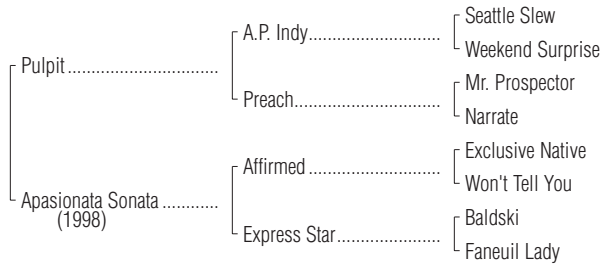 Seattle Slew
A.P. Indy
Weekend Surprise
Pulpit
Mr. Prospector
Preach
Narrate
Exclusive Native
Affirmed
Won't Tell You
Apasionata Sonata
(1998)
Baldski
Express Star
Faneuil Lady